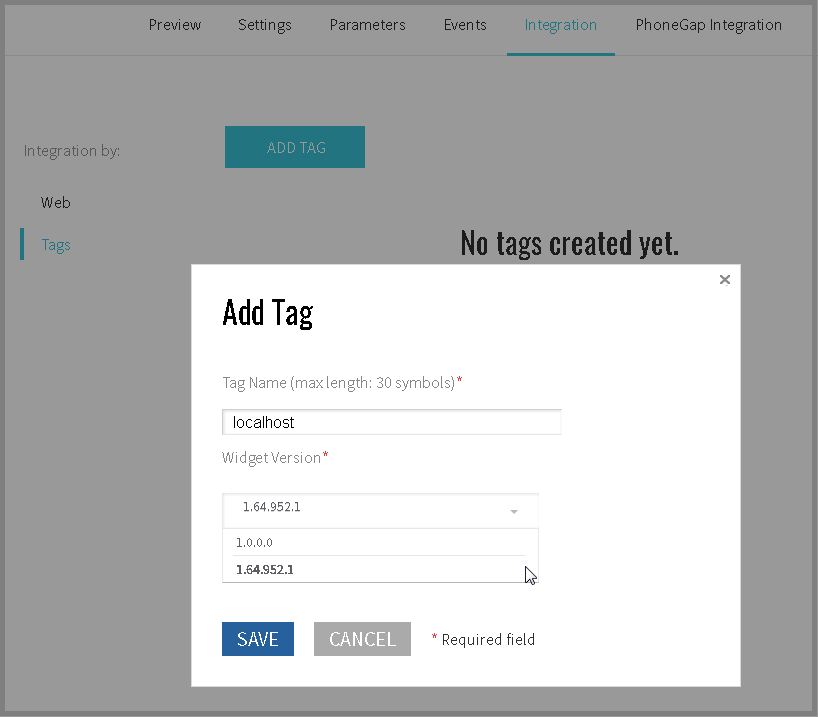 Preview Settings Parameters Events Integration PhoneGap Integration
Integration by:
ADD TAG
Web
Tags
No tags created yet.
Add Tag
Tag Name (max length: 30 symbols)*
localhost
Widget Version*
1.64.952.1
1.0.0.0
1.64.952.1
SAVE CANCEL * Required field